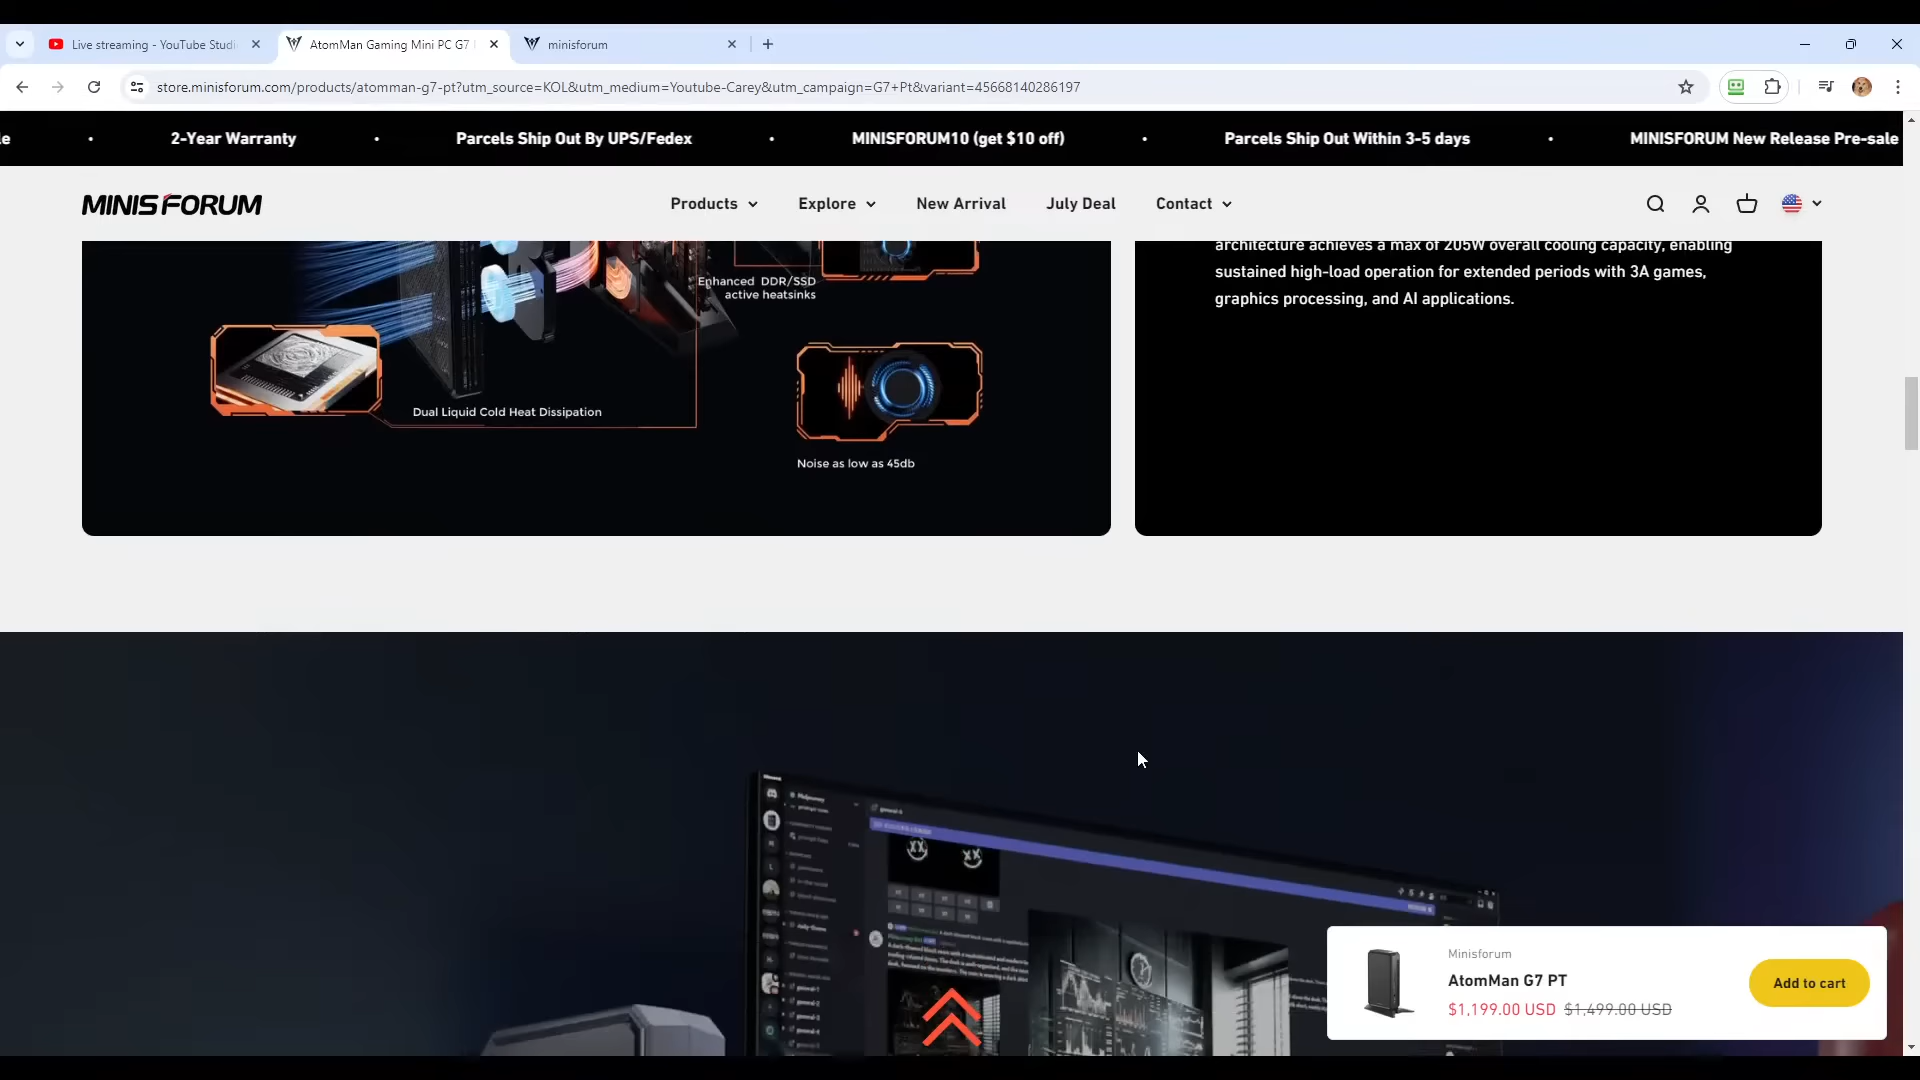 Live streaming - YouTube Studi
AtomMan Gaming Mini PC G7
minisforum
store.minisforum.com/products/atomman-g7-pt?utm_source=KOL&utm_medium=Youtube-Carey&utm_campaign=G7+Pt&variant=45668140286197
le • 2-Year Warranty • Parcels Ship Out By UPS/Fedex • MINISFORUM10 (get $10 off) • Parcels Ship Out Within 3-5 days • MINISFORUM New Release Pre-sale
MINISFORUM
Products
Explore
New Arrival
July Deal
Contact
Enhanced DDR/SSD
active heatsinks
Dual Liquid Cold Heat Dissipation
Noise as low as 45db
architecture achieves a max of 205W overall cooling capacity, enabling
sustained high-load operation for extended periods with 3A games,
graphics processing, and AI applications.
Minisforum
AtomMan G7 PT
$1,199.00 USD $1,499.00 USD
Add to cart